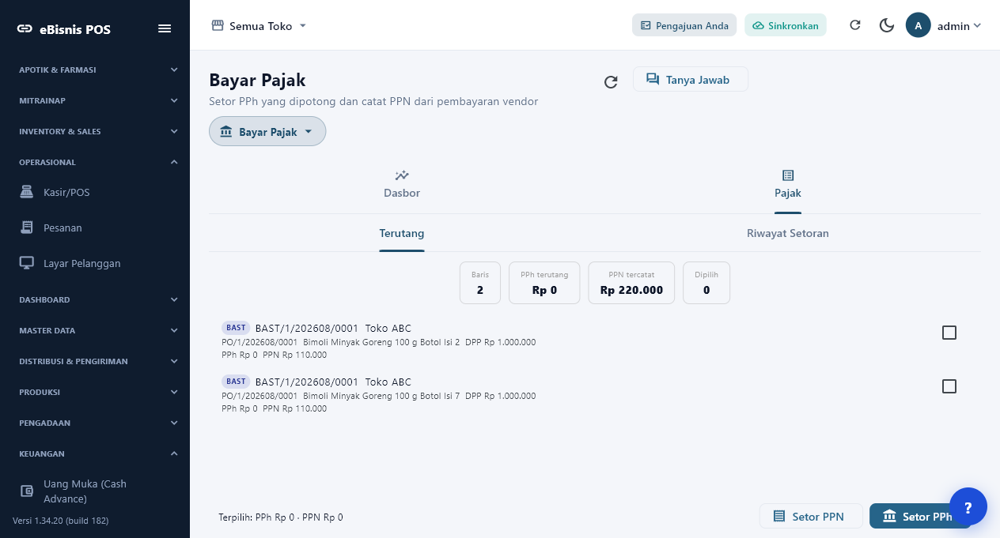 eBisnis POS
APOTIK & FARMASI
MITRAINAP
INVENTORY & SALES
OPERASIONAL
Kasir/POS
Pesanan
Layar Pelanggan
DASHBOARD
MASTER DATA
DISTRIBUSI & PENGIRIMAN
PRODUKSI
PENGADAAN
KEUANGAN
Uang Muka (Cash
Advance)
Versi 1.34.20 (build 182)
Semua Toko
Pengajuan Anda
Sinkronkan
A
admin
Bayar Pajak
Setor PPh yang dipotong dan catat PPN dari pembayaran vendor
Tanya Jawab
Bayar Pajak
Dasbor
Pajak
Terutang
Riwayat Setoran
Baris
2
PPh terutang
Rp 0
PPN tercatat
Rp 220.000
Dipilih
0
BAST BAST/1/202608/0001 Toko ABC
PO/1/202608/0001 Bimoli Minyak Goreng 100 g Botol Isi 2 DPP Rp 1.000.000
PPh Rp 0 PPN Rp 110.000
BAST BAST/1/202608/0001 Toko ABC
PO/1/202608/0001 Bimoli Minyak Goreng 100 g Botol Isi 7 DPP Rp 1.000.000
PPh Rp 0 PPN Rp 110.000
Terpilih: PPh Rp 0 · PPN Rp 0
Setor PPN
Setor PPh
?